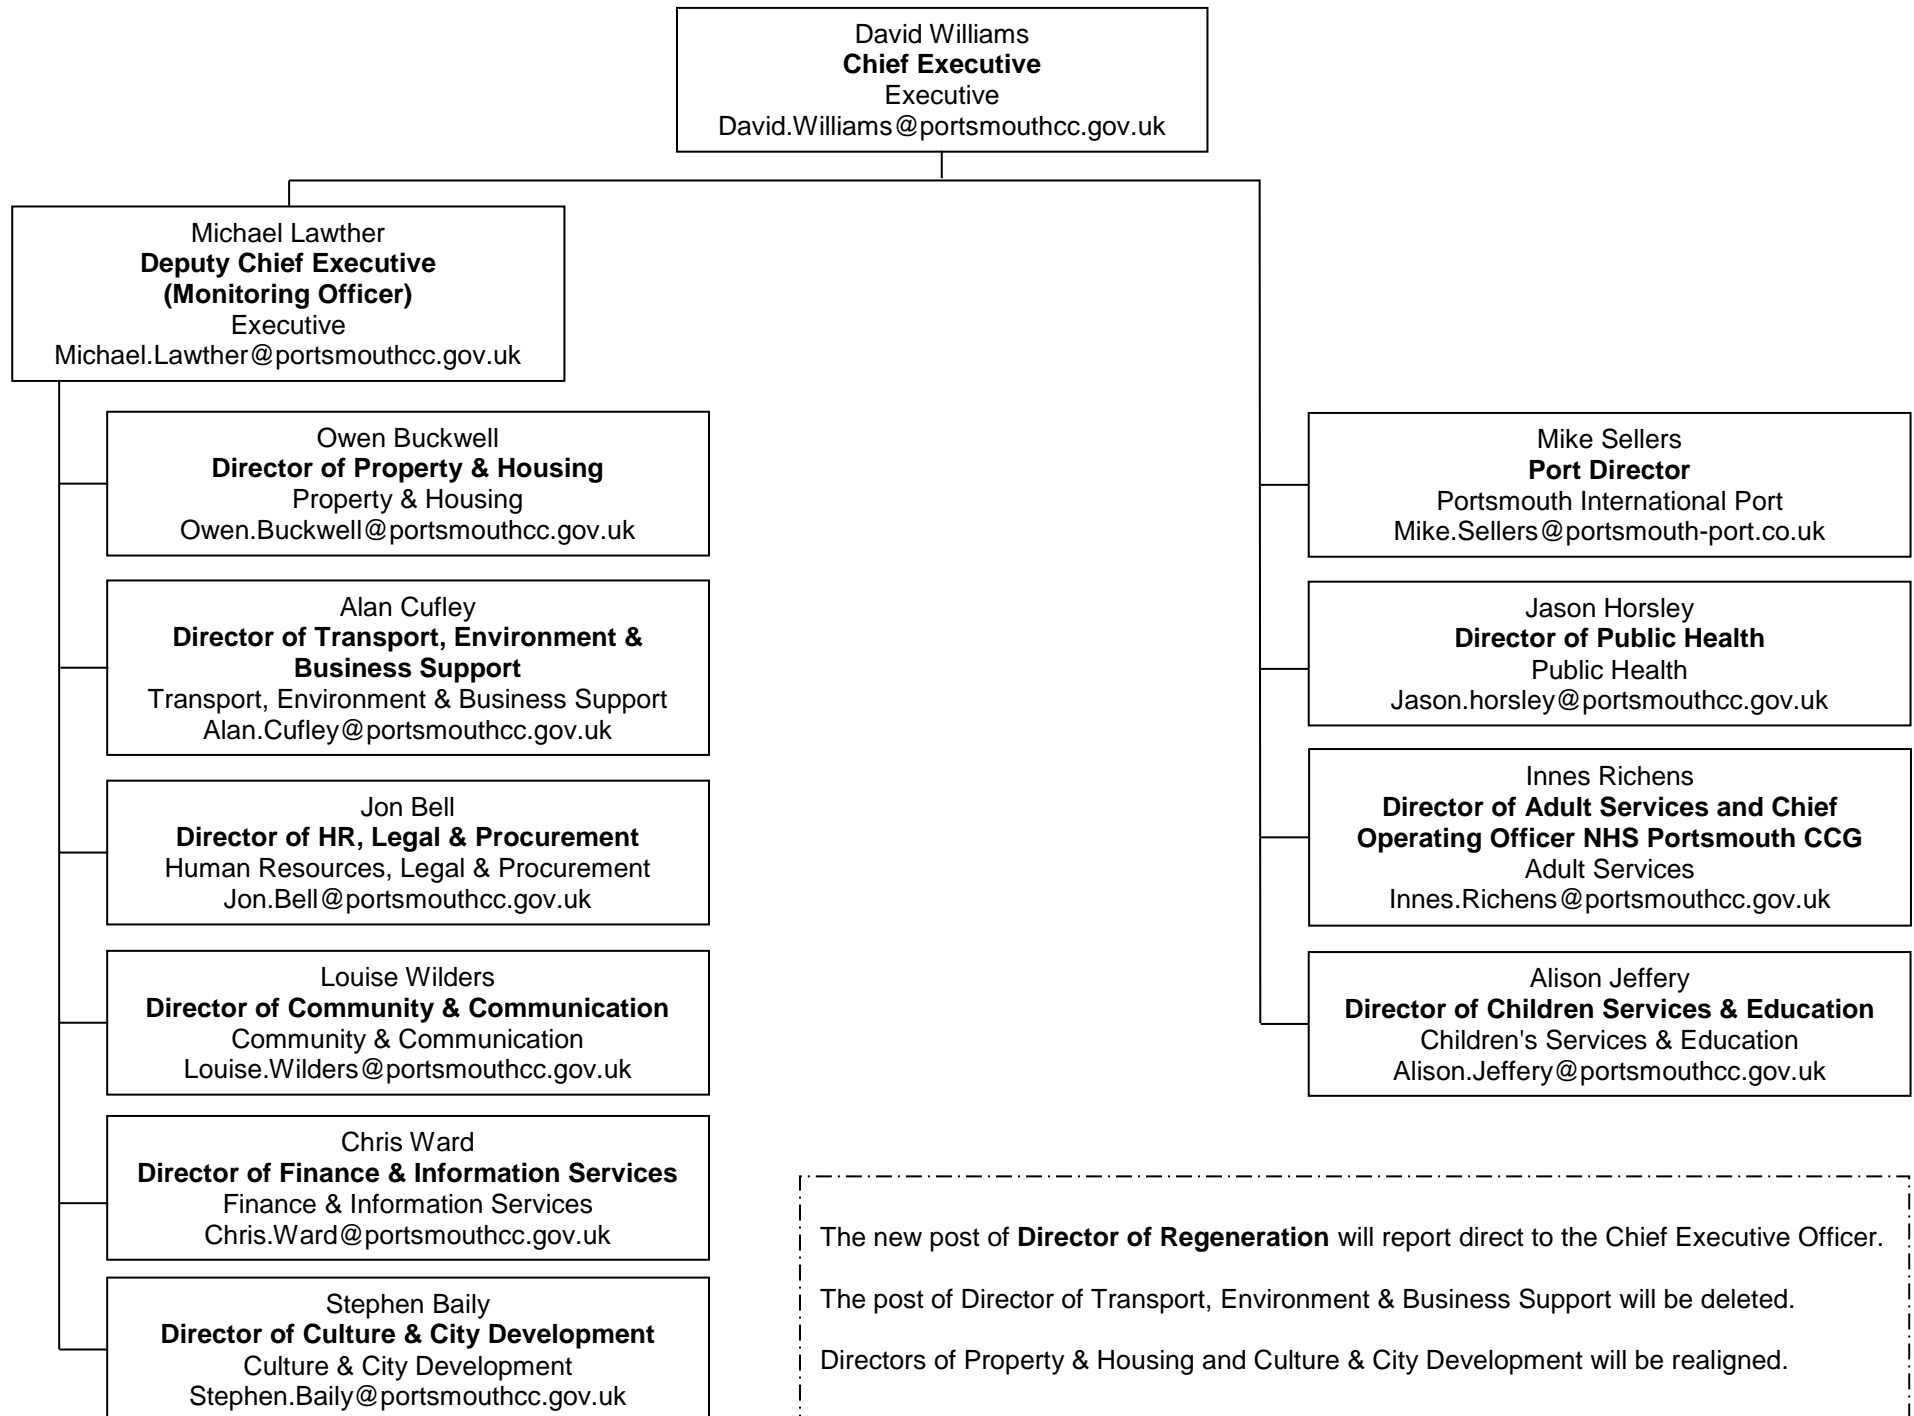 David Williams
Chief Executive
Executive
David.Williams@portsmouthcc.gov.uk
Michael Lawther
Deputy Chief Executive
(Monitoring Officer)
Executive
Michael.Lawther@portsmouthcc.gov.uk
Owen Buckwell
Director of Property & Housing
Property & Housing
Owen.Buckwell@portsmouthcc.gov.uk
Alan Cufley
Director of Transport, Environment &
Business Support
Transport, Environment & Business Support
Alan.Cufley@portsmouthcc.gov.uk
Jon Bell
Director of HR, Legal & Procurement
Human Resources, Legal & Procurement
Jon.Bell@portsmouthcc.gov.uk
Louise Wilders
Director of Community & Communication
Community & Communication
Louise.Wilders@portsmouthcc.gov.uk
Chris Ward
Director of Finance & Information Services
Finance & Information Services
Chris.Ward@portsmouthcc.gov.uk
Stephen Baily
Director of Culture & City Development
Culture & City Development
Stephen.Baily@portsmouthcc.gov.uk
Mike Sellers
Port Director
Portsmouth International Port
Mike.Sellers@portsmouth-port.co.uk
Jason Horsley
Director of Public Health
Public Health
Jason.horsley@portsmouthcc.gov.uk
Innes Richens
Director of Adult Services and Chief
Operating Officer NHS Portsmouth CCG
Adult Services
Innes.Richens@portsmouthcc.gov.uk
Alison Jeffery
Director of Children Services & Education
Children's Services & Education
Alison.Jeffery@portsmouthcc.gov.uk
The new post of Director of Regeneration will report direct to the Chief Executive Officer.
The post of Director of Transport, Environment & Business Support will be deleted.
Directors of Property & Housing and Culture & City Development will be realigned.